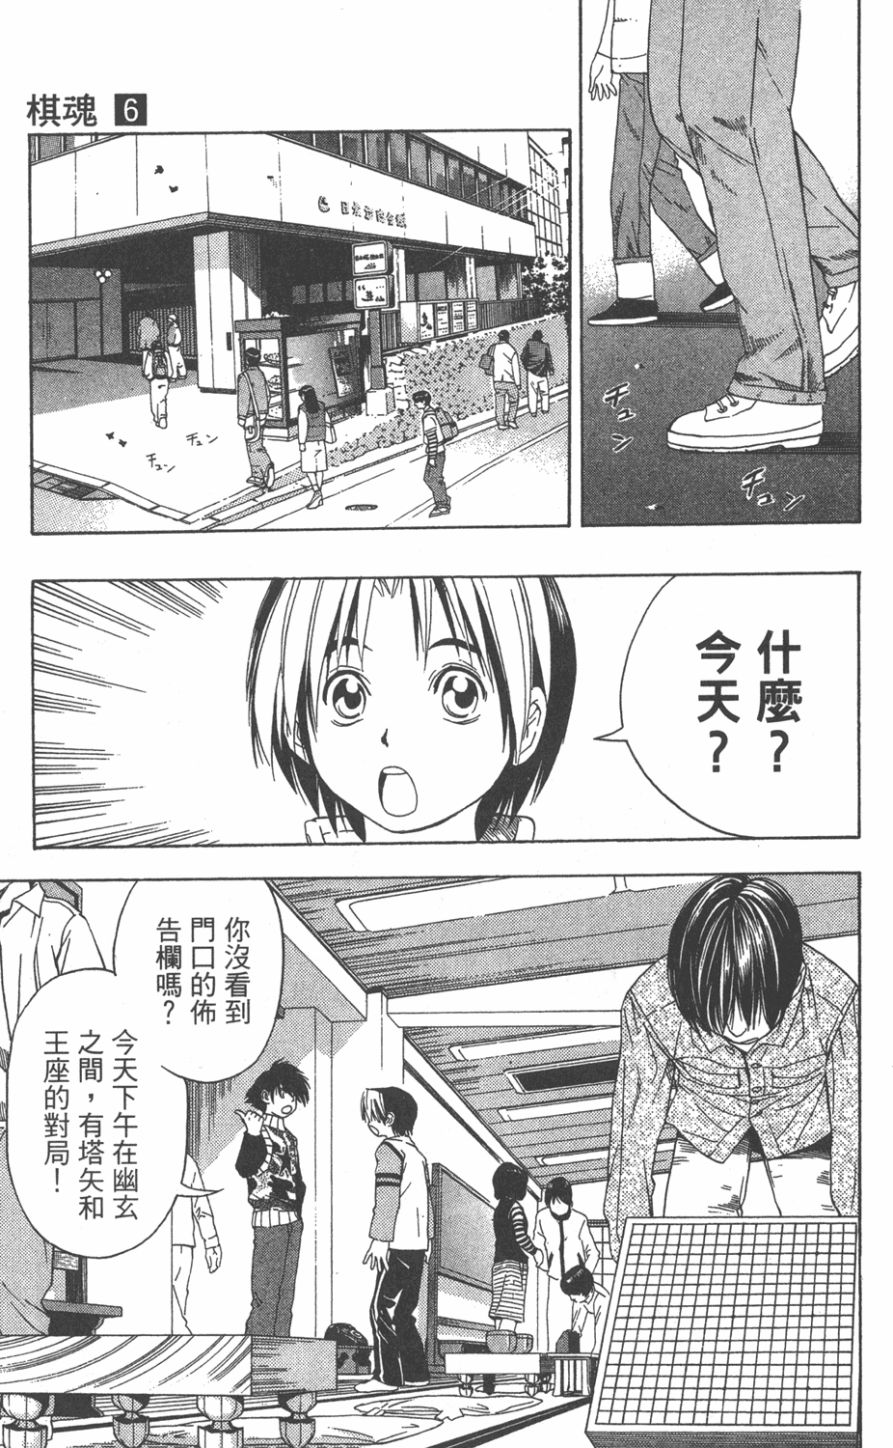 棋魂 6
チュン
チュン
チュン
チュン
什麼？
今天？
你沒看到
門口的佈
告欄嗎？
今天下午在幽玄
之間，有塔矢和
王座的對局！